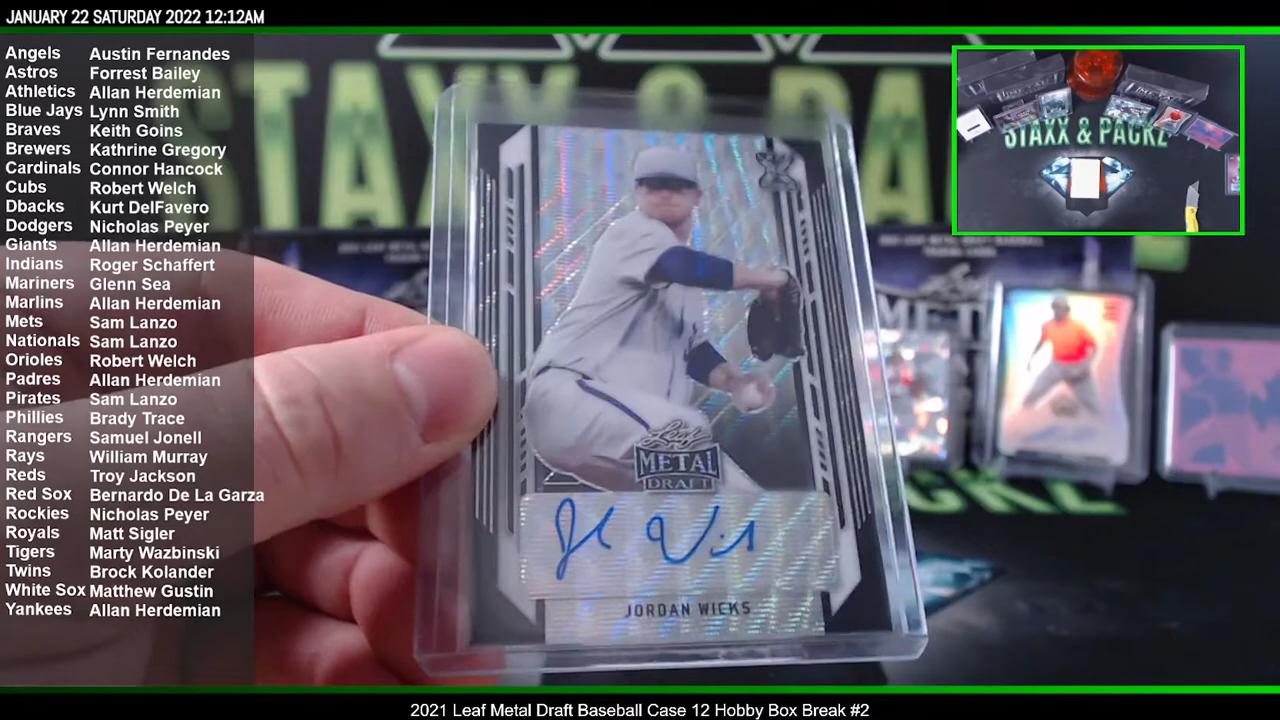 JANUARY 22 SATURDAY 2022 12:12AM
Angels Austin Fernandes
Astros Forrest Bailey
Athletics Allan Herdemian
Blue Jays Lynn Smith
Braves Keith Goins
Brewers Kathrine Gregory
Cardinals Connor Hancock
Cubs Robert Welch
Dbacks Kurt DelFavero
Dodgers Nicholas Peyer
Giants Allan Herdemian
Indians Roger Schaffert
Mariners Glenn Sea
Marlins Allan Herdemian
Mets Sam Lanzo
Nationals Sam Lanzo
Orioles Robert Welch
Padres Allan Herdemian
Pirates Sam Lanzo
Phillies Brady Trace
Rangers Samuel Jonell
Rays William Murray
Reds Troy Jackson
Red Sox Bernardo De La Garza
Rockies Nicholas Peyer
Royals Matt Sigler
Tigers Marty Wazbinski
Twins Brock Kolander
White Sox Matthew Gustin
Yankees Allan Herdemian
STAXX & PA
Leaf
METAL
DRAFT
JORDAN WICKS
STAXX & PACKZ
Leaf
MET
2021 Leaf Metal Draft Baseball Case 12 Hobby Box Break #2